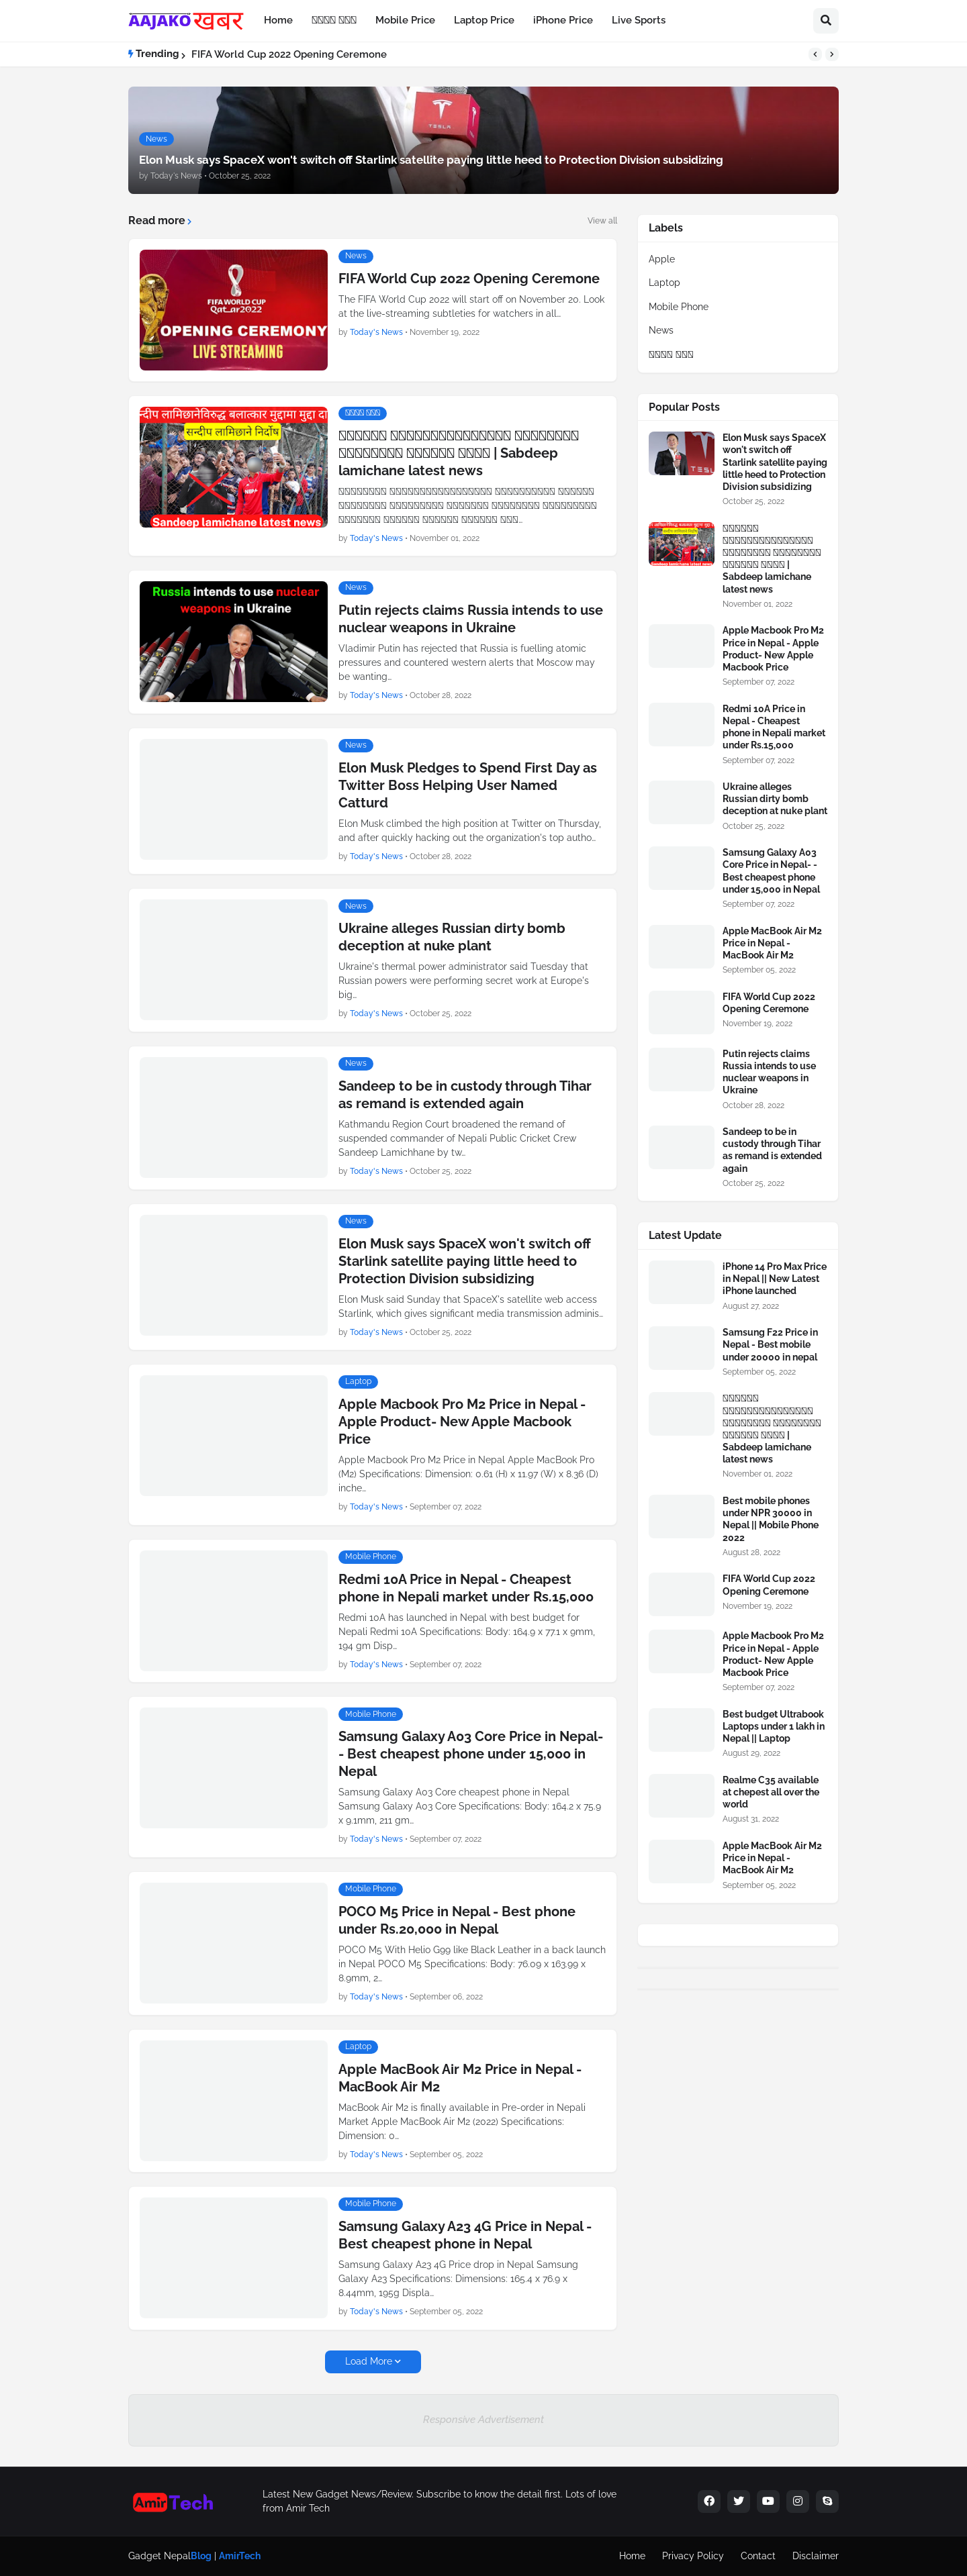 AAJAKO खबर
Home
Mobile Price
Laptop Price
iPhone Price
Live Sports
Trending
FIFA World Cup 2022 Opening Ceremone
TESLA
News
Elon Musk says SpaceX won't switch off Starlink satellite paying little heed to Protection Division subsidizing
by Today's News • October 25, 2022
Read more
View all
FIFA WORLD CUP
Qatar2022
OPENING CEREMONY
LIVE STREAMING
News
FIFA World Cup 2022 Opening Ceremone
The FIFA World Cup 2022 will start off on November 20. Look
at the live-streaming subtleties for watchers in all…
by Today's News • November 19, 2022
न्दीप लामिछानेविरुद्ध बलात्कार मुद्दामा मुद्दा दा
सन्दीप लामिछाने निर्दोष
Sandeep lamichane latest news
| Sabdeep
lamichane latest news
by Today's News • November 01, 2022
Russia intends to use nuclear
weapons in Ukraine
News
Putin rejects claims Russia intends to use
nuclear weapons in Ukraine
Vladimir Putin has rejected that Russia is fuelling atomic
pressures and countered western alerts that Moscow may
be wanting…
by Today's News • October 28, 2022
News
Elon Musk Pledges to Spend First Day as
Twitter Boss Helping User Named
Catturd
Elon Musk climbed the high position at Twitter on Thursday,
and after quickly hacking out the organization's top autho…
by Today's News • October 28, 2022
News
Ukraine alleges Russian dirty bomb
deception at nuke plant
Ukraine's thermal power administrator said Tuesday that
Russian powers were performing secret work at Europe's
big…
by Today's News • October 25, 2022
News
Sandeep to be in custody through Tihar
as remand is extended again
Kathmandu Region Court broadened the remand of
suspended commander of Nepali Public Cricket Crew
Sandeep Lamichhane by tw…
by Today's News • October 25, 2022
News
Elon Musk says SpaceX won't switch off
Starlink satellite paying little heed to
Protection Division subsidizing
Elon Musk said Sunday that SpaceX's satellite web access
Starlink, which gives significant media transmission adminis…
by Today's News • October 25, 2022
Laptop
Apple Macbook Pro M2 Price in Nepal -
Apple Product- New Apple Macbook
Price
Apple Macbook Pro M2 Price in Nepal Apple MacBook Pro
(M2) Specifications: Dimension: 0.61 (H) x 11.97 (W) x 8.36 (D)
inche…
by Today's News • September 07, 2022
Mobile Phone
Redmi 10A Price in Nepal - Cheapest
phone in Nepali market under Rs.15,000
Redmi 10A has launched in Nepal with best budget for
Nepali Redmi 10A Specifications: Body: 164.9 x 77.1 x 9mm,
194 gm Disp…
by Today's News • September 07, 2022
Mobile Phone
Samsung Galaxy A03 Core Price in Nepal-
- Best cheapest phone under 15,000 in
Nepal
Samsung Galaxy A03 Core cheapest phone in Nepal
Samsung Galaxy A03 Core Specifications: Body: 164.2 x 75.9
x 9.1mm, 211 gm…
by Today's News • September 07, 2022
Mobile Phone
POCO M5 Price in Nepal - Best phone
under Rs.20,000 in Nepal
POCO M5 With Helio G99 like Black Leather in a back launch
in Nepal POCO M5 Specifications: Body: 76.09 x 163.99 x
8.9mm, 2…
by Today's News • September 06, 2022
Laptop
Apple MacBook Air M2 Price in Nepal -
MacBook Air M2
MacBook Air M2 is finally available in Pre-order in Nepali
Market Apple MacBook Air M2 (2022) Specifications:
Dimension: 0…
by Today's News • September 05, 2022
Mobile Phone
Samsung Galaxy A23 4G Price in Nepal -
Best cheapest phone in Nepal
Samsung Galaxy A23 4G Price drop in Nepal Samsung
Galaxy A23 Specifications: Dimensions: 165.4 x 76.9 x
8.44mm, 195g Displa…
by Today's News • September 05, 2022
Load More
Labels
Apple
Laptop
Mobile Phone
News
Popular Posts
Elon Musk says SpaceX
won't switch off
Starlink satellite paying
little heed to Protection
Division subsidizing
October 25, 2022
|
Sabdeep lamichane
latest news
November 01, 2022
Apple Macbook Pro M2
Price in Nepal - Apple
Product- New Apple
Macbook Price
September 07, 2022
Redmi 10A Price in
Nepal - Cheapest
phone in Nepali market
under Rs.15,000
September 07, 2022
Ukraine alleges
Russian dirty bomb
deception at nuke plant
October 25, 2022
Samsung Galaxy A03
Core Price in Nepal- -
Best cheapest phone
under 15,000 in Nepal
September 07, 2022
Apple MacBook Air M2
Price in Nepal -
MacBook Air M2
September 05, 2022
FIFA World Cup 2022
Opening Ceremone
November 19, 2022
Putin rejects claims
Russia intends to use
nuclear weapons in
Ukraine
October 28, 2022
Sandeep to be in
custody through Tihar
as remand is extended
again
October 25, 2022
Latest Update
iPhone 14 Pro Max Price
in Nepal || New Latest
iPhone launched
August 27, 2022
Samsung F22 Price in
Nepal - Best mobile
under 20000 in nepal
September 05, 2022
|
Sabdeep lamichane
latest news
November 01, 2022
Best mobile phones
under NPR 30000 in
Nepal || Mobile Phone
2022
August 28, 2022
FIFA World Cup 2022
Opening Ceremone
November 19, 2022
Apple Macbook Pro M2
Price in Nepal - Apple
Product- New Apple
Macbook Price
September 07, 2022
Best budget Ultrabook
Laptops under 1 lakh in
Nepal || Laptop
August 29, 2022
Realme C35 available
at chepest all over the
world
August 31, 2022
Apple MacBook Air M2
Price in Nepal -
MacBook Air M2
September 05, 2022
Responsive Advertisement
Amir Tech
Latest New Gadget News/Review. Subscribe to know the detail first. Lots of love
from Amir Tech
Gadget NepalBlog | AmirTech
Home
Privacy Policy
Contact
Disclaimer